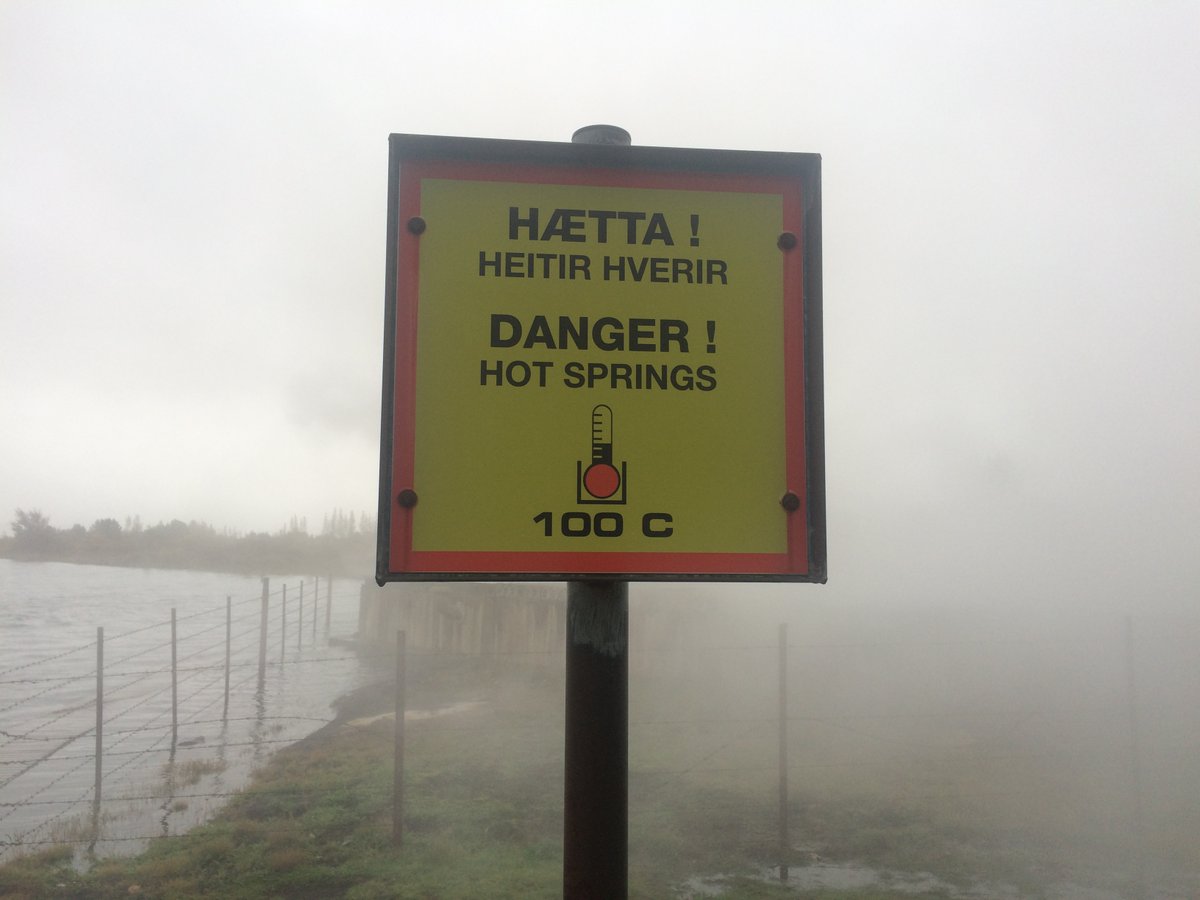 HÆTTA !
HEITIR HVERIR
DANGER !
HOT SPRINGS
100 C